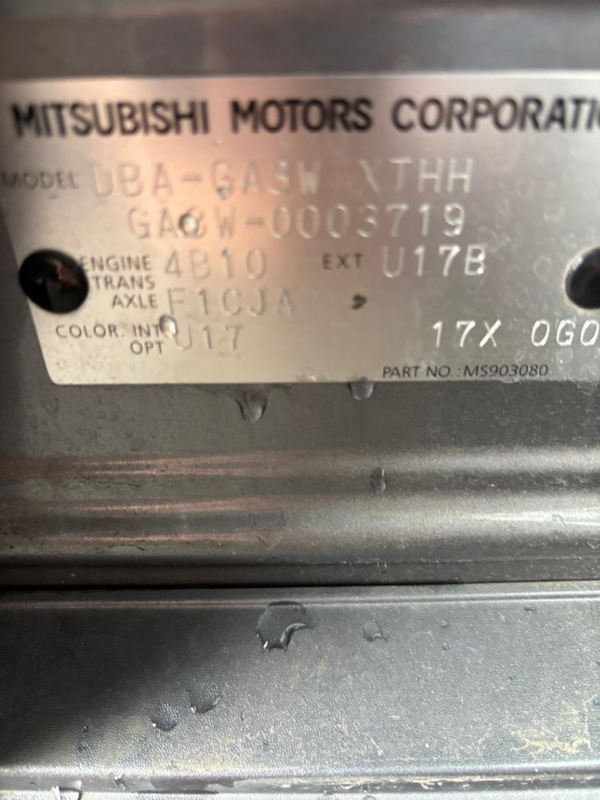 MITSUBISHI MOTORS CORPORATIO
MODEL DBA-GA3W XTHH
GA3W-0003719
ENGINE 4B10 EXT U17B
TRANS
AXLE F1CJA
COLOR. INT U17 17X 0G0
OPT
PART NO.: MS903080